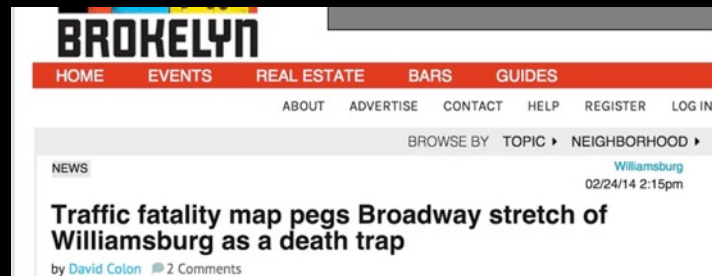 BROKELYN
HOME EVENTS REAL ESTATE BARS GUIDES
ABOUT ADVERTISE CONTACT HELP REGISTER LOG IN
BROWSE BY TOPIC ▸ NEIGHBORHOOD ▸
NEWS
Williamsburg
02/24/14 2:15pm
Traffic fatality map pegs Broadway stretch of
Williamsburg as a death trap
by David Colon 2 Comments